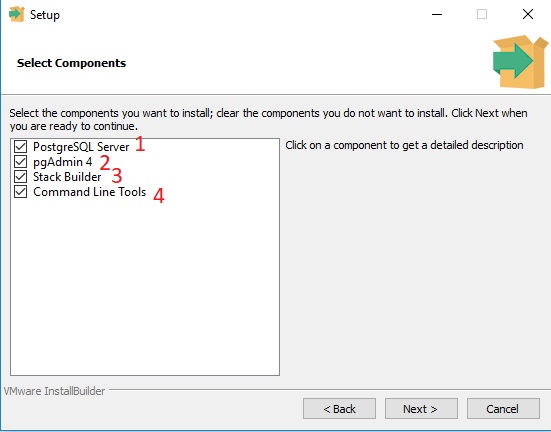 Setup
Select Components
Select the components you want to install; clear the components you do not want to install. Click Next when
you are ready to continue.
PostgreSQL Server 1
pgAdmin 4 2
Stack Builder 3
Command Line Tools 4
Click on a component to get a detailed description
VMware InstallBuilder
< Back
Next >
Cancel